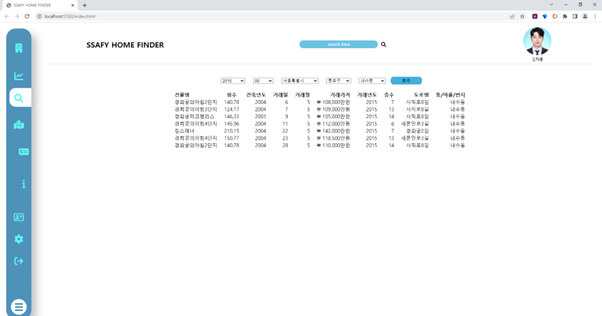 SSAFY Home Finder
localhost:5500/index.html
SSAFY HOME FINDER
search here
2015 05 서울특별시 종로구 내수동
건물명 평수 건축년도 거래일 거래월 거래가격 거래년도 층수 도로명 동/마을/번지
경희궁의아침2단지 140.78 2004 6 5 ₩ 108,000만원 2015 7 사직로8길 내수동
경희궁의아침3단지 124.17 2004 7 5 ₩ 109,000만원 2015 13 사직로8길 내수동
경희궁파크팰리스 146.33 2003 9 5 ₩ 105,000만원 2015 14 사직로8길 내수동
경희궁의아침4단지 145.96 2004 11 5 ₩ 112,000만원 2015 6 새문안로3길 내수동
킹스매너 210.15 2004 22 5 ₩ 142,000만원 2015 7 경희궁2길 내수동
경희궁의아침4단지 150.77 2004 23 5 ₩ 118,500만원 2015 12 새문안로3길 내수동
경희궁의아침2단지 140.78 2004 28 5 ₩ 110,000만원 2015 14 사직로8길 내수동